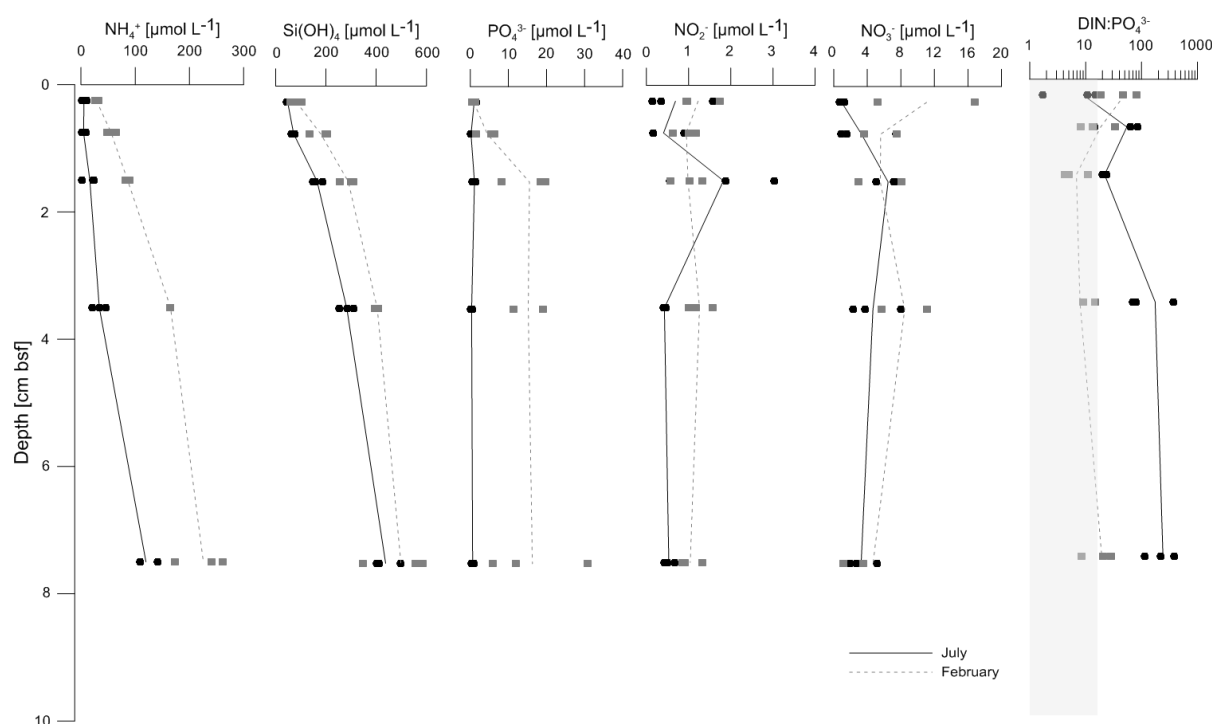 NH₄⁺ [µmol L⁻¹]
0 100 200 300
Si(OH)₄ [µmol L⁻¹]
0 200 400 600
PO₄³⁻ [µmol L⁻¹]
0 10 20 30 40
NO₂⁻ [µmol L⁻¹]
0 1 2 3 4
NO₃⁻ [µmol L⁻¹]
0 4 8 12 16 20
DIN:PO₄³⁻
1 10 100 1000
Depth [cm bsf]
0
2
4
6
8
10
July
February